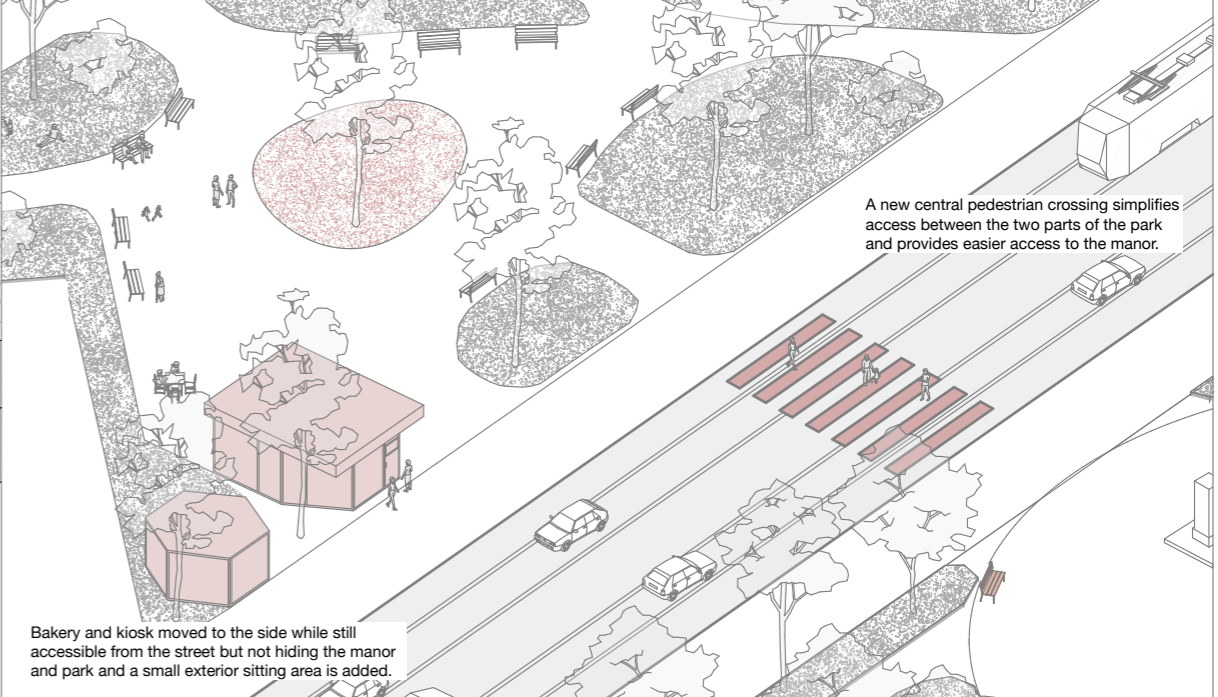 A new central pedestrian crossing simplifies
access between the two parts of the park
and provides easier access to the manor.
Bakery and kiosk moved to the side while still
accessible from the street but not hiding the manor
and park and a small exterior sitting area is added.